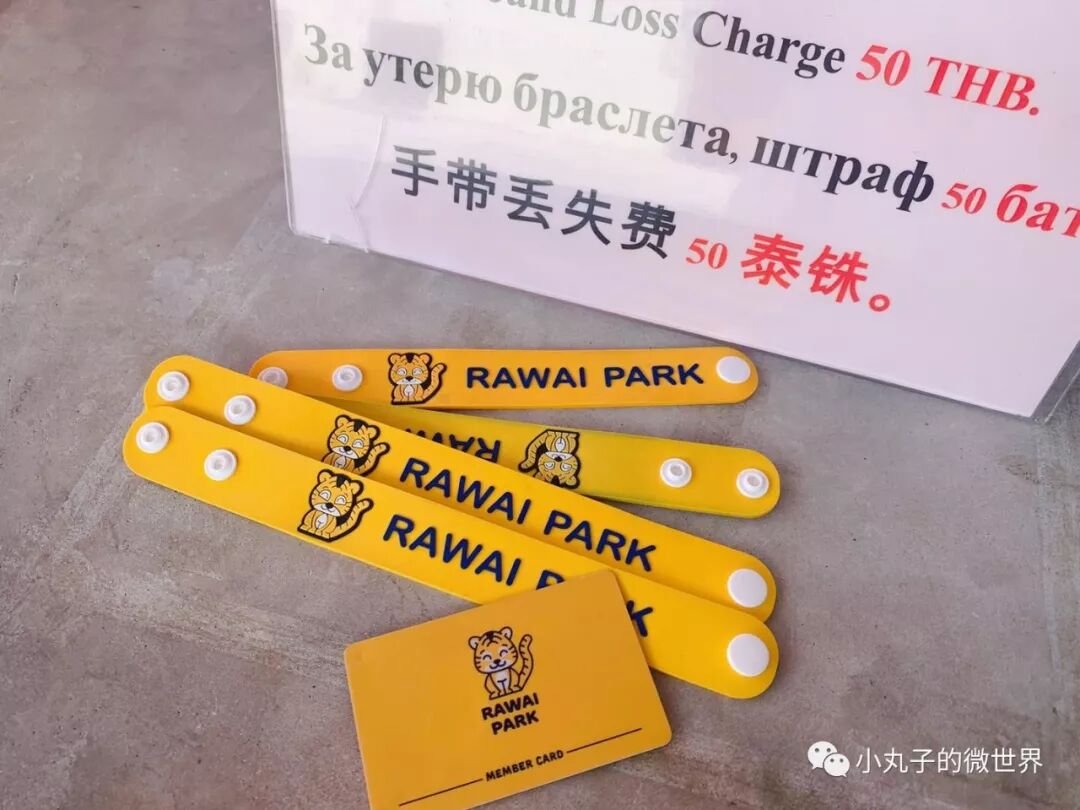 Loss Charge 50 THB.
За утерю браслета, штраф 50 бат
手带丢失费 50 泰铢。
RAWAI PARK
RAW
RAWAI PARK
RAWAI P K
RAWAI
PARK
MEMBER CARD
小丸子的微世界